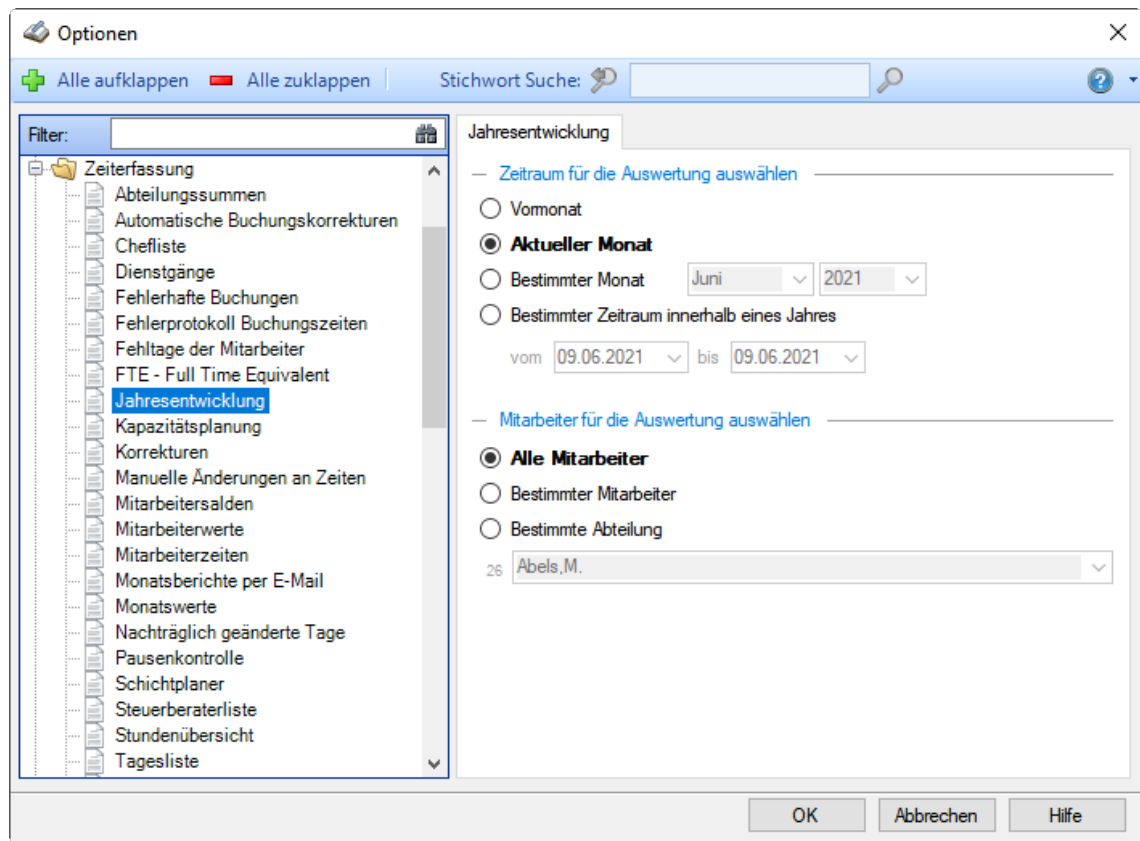 Optionen
Alle aufklappen Alle zuklappen Stichwort Suche:
Filter:
Zeiterfassung
Abteilungssummen
Automatische Buchungskorrekturen
Chefliste
Dienstgänge
Fehlerhafte Buchungen
Fehlerprotokoll Buchungszeiten
Fehltage der Mitarbeiter
FTE - Full Time Equivalent
Jahresentwicklung
Kapazitätsplanung
Korrekturen
Manuelle Änderungen an Zeiten
Mitarbeitersalden
Mitarbeiterwerte
Mitarbeiterzeiten
Monatsberichte per E-Mail
Monatswerte
Nachträglich geänderte Tage
Pausenkontrolle
Schichtplaner
Steuerberaterliste
Stundenübersicht
Tagesliste
Jahresentwicklung
Zeitraum für die Auswertung auswählen
Vormonat
Aktueller Monat
Bestimmter Monat Juni 2021
Bestimmter Zeitraum innerhalb eines Jahres
vom 09.06.2021 bis 09.06.2021
Mitarbeiter für die Auswertung auswählen
Alle Mitarbeiter
Bestimmter Mitarbeiter
Bestimmte Abteilung
26 Abels,M.
OK Abbrechen Hilfe